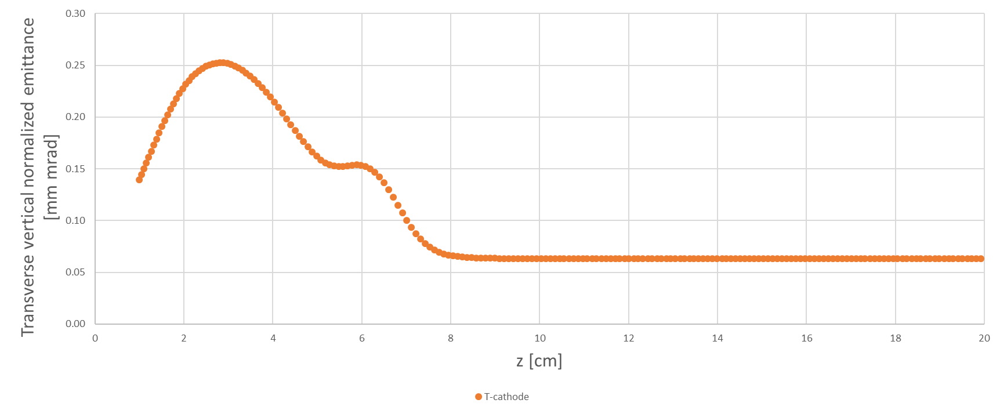 Transverse vertical normalized emittance
[mm mrad]
0.30
0.25
0.20
0.15
0.10
0.05
0.00
0 2 4 6 8 10 12 14 16 18 20
z [cm]
T-cathode